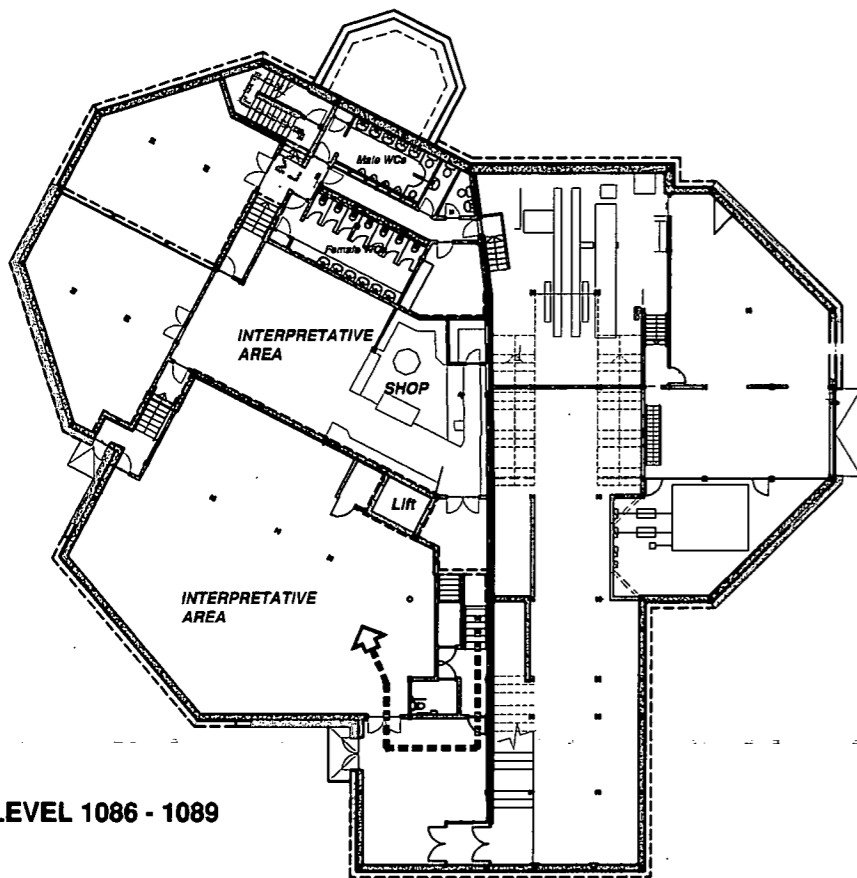 Male WCs
Female WCs
INTERPRETATIVE
AREA
SHOP
Lift
INTERPRETATIVE
AREA
LEVEL 1086 - 1089